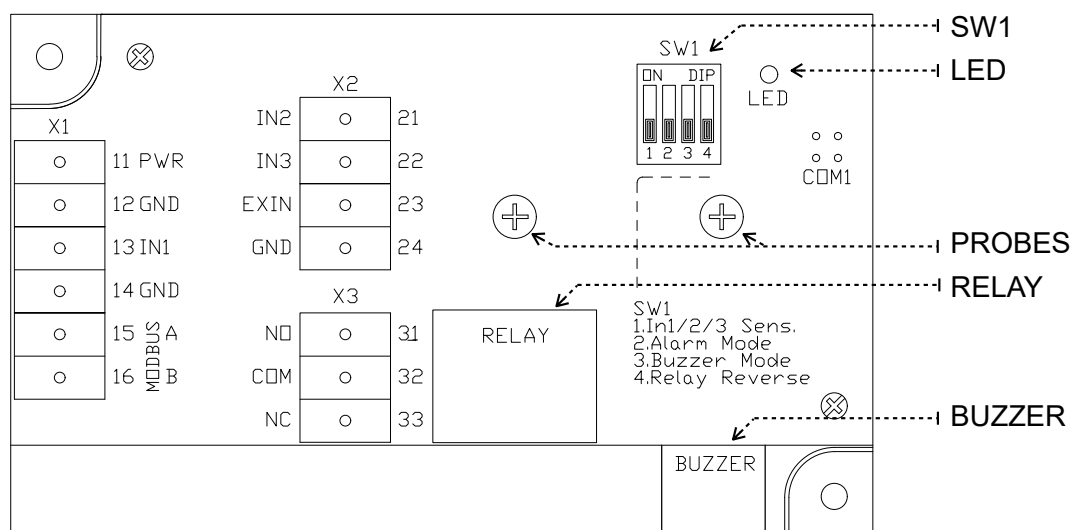 SW1
LED
PROBES
RELAY
BUZZER
SW1
ON DIP
1 2 3 4
LED
COM1
X1
11 PWR
12 GND
13 IN1
14 GND
15 A
16 B
MODBUS
X2
IN2 21
IN3 22
EXIN 23
GND 24
X3
NO 31
COM 32
NC 33
RELAY
SW1
1.In1/2/3 Sens.
2.Alarm Mode
3.Buzzer Mode
4.Relay Reverse
BUZZER